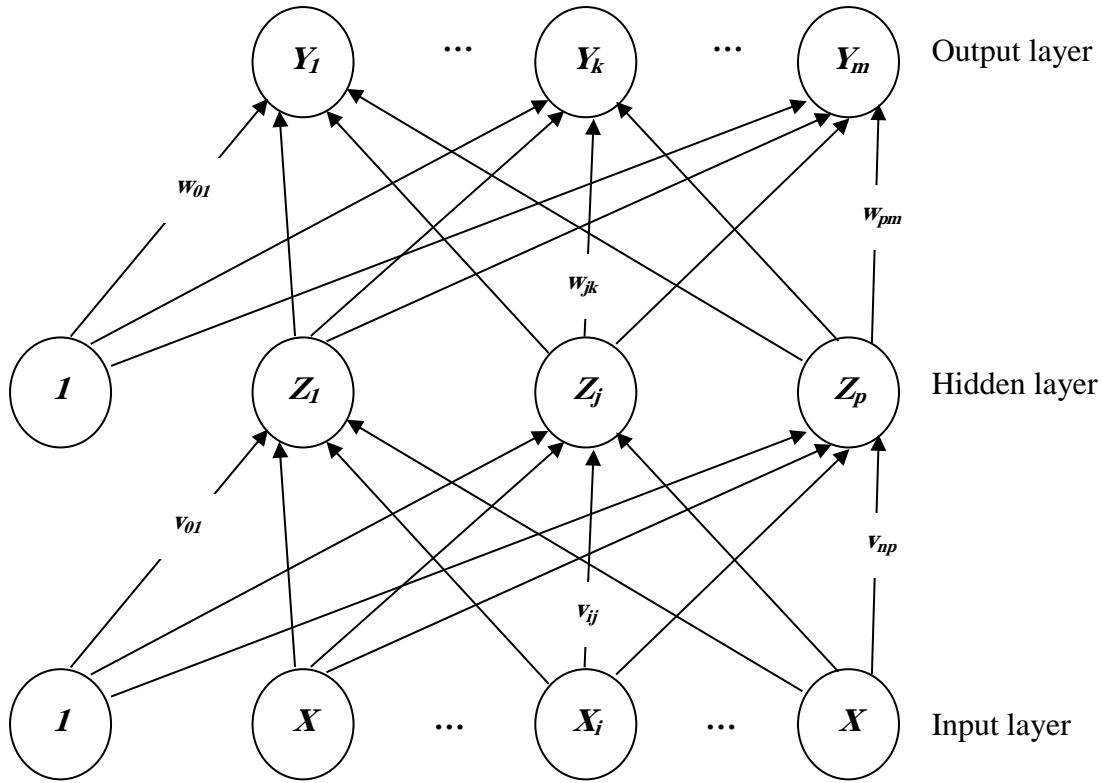 Y1 ... Yk ... Ym Output layer
w01
wpm
wjk
1 Z1 Zj Zp Hidden layer
v01
vnp
vij
1 X ... Xi ... X Input layer